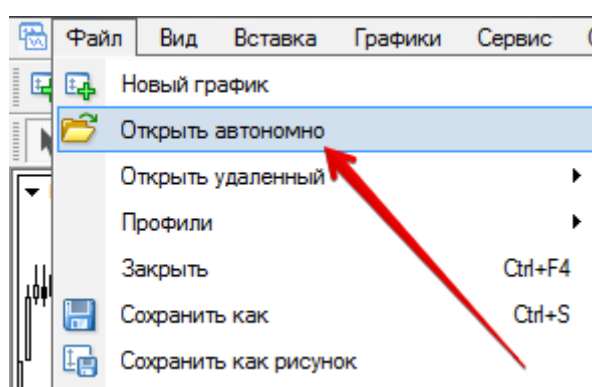 Файл Вид Вставка Графики Сервис
Новый график
Открыть автономно
Открыть удаленный
Профили
Закрыть Ctrl+F4
Сохранить как Ctrl+S
Сохранить как рисунок